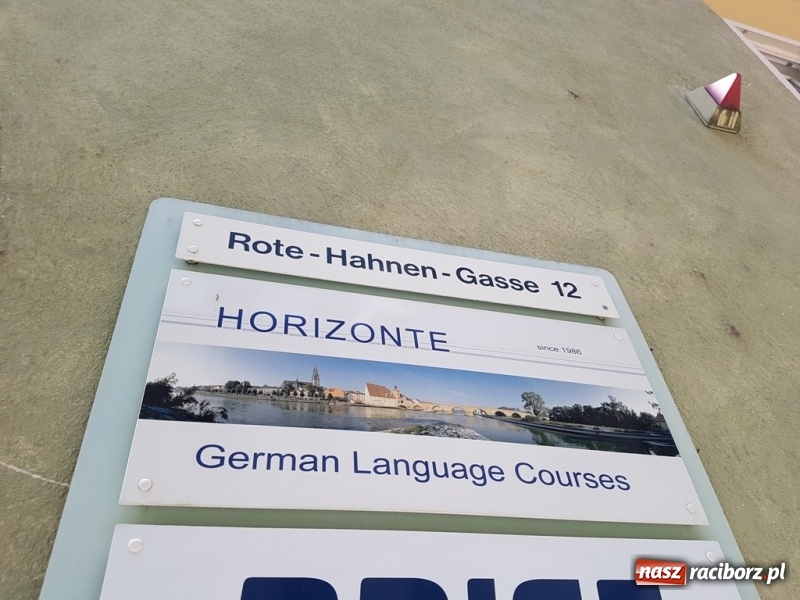 Rote-Hahnen-Gasse 12
HORIZONTE
since 1986
German Language Courses
nasz raciborz.pl